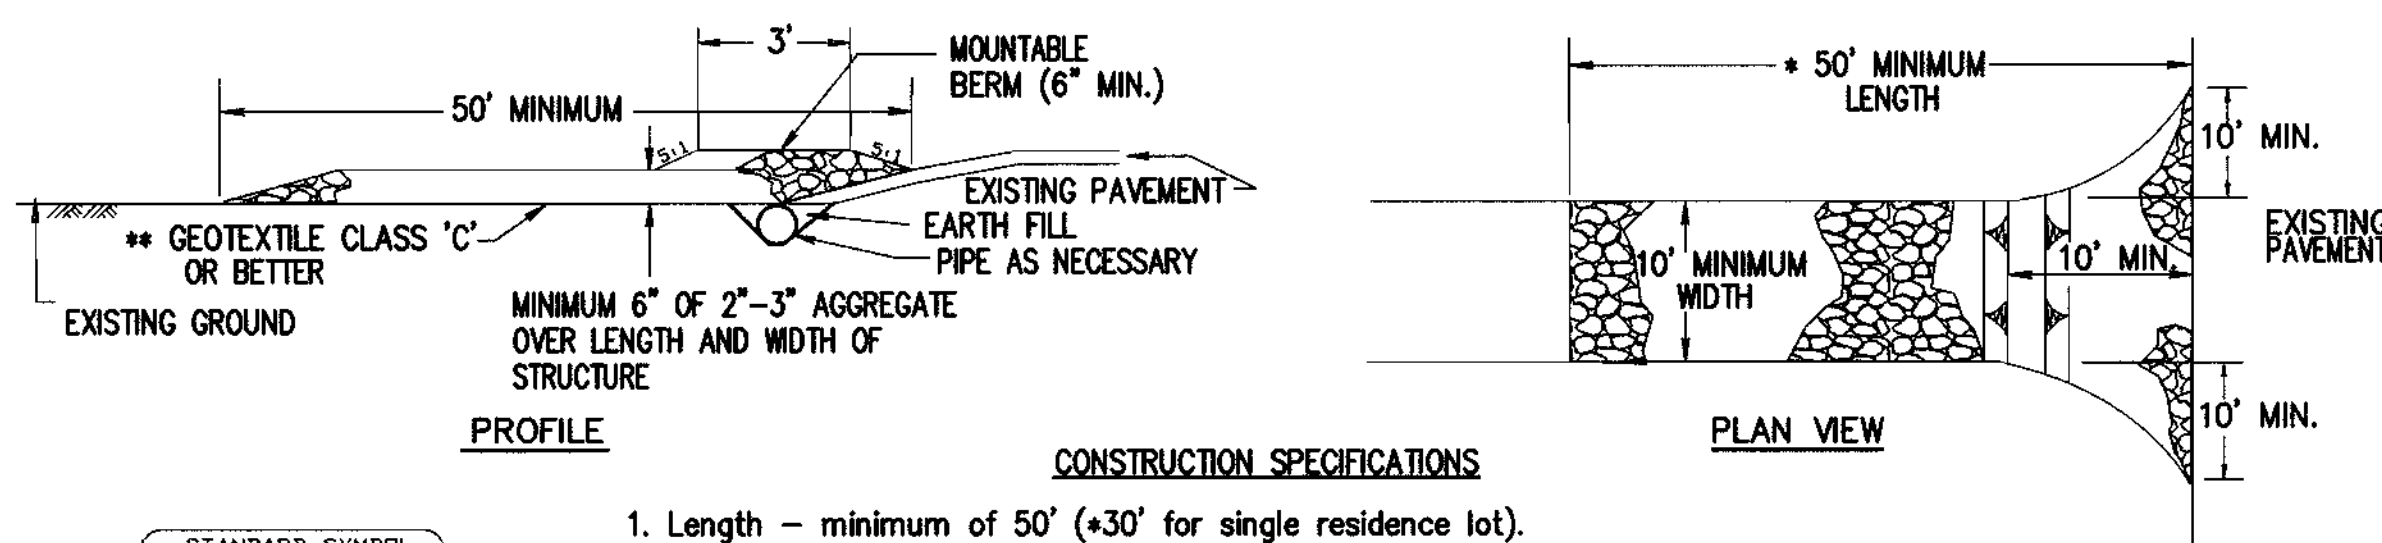 3'
MOUNTABLE
BERM (6" MIN.)
50' MINIMUM
5:1
5:1
EXISTING PAVEMENT
EARTH FILL
PIPE AS NECESSARY
** GEOTEXTILE CLASS 'C'
OR BETTER
EXISTING GROUND
MINIMUM 6" OF 2"-3" AGGREGATE
OVER LENGTH AND WIDTH OF
STRUCTURE
PROFILE
* 50' MINIMUM
LENGTH
10' MIN.
10' MINIMUM
WIDTH
10' MIN.
EXISTING
PAVEMENT
10' MIN.
PLAN VIEW
CONSTRUCTION SPECIFICATIONS
1. Length – minimum of 50' (*30' for single residence lot).
STANDARD SYMBOL